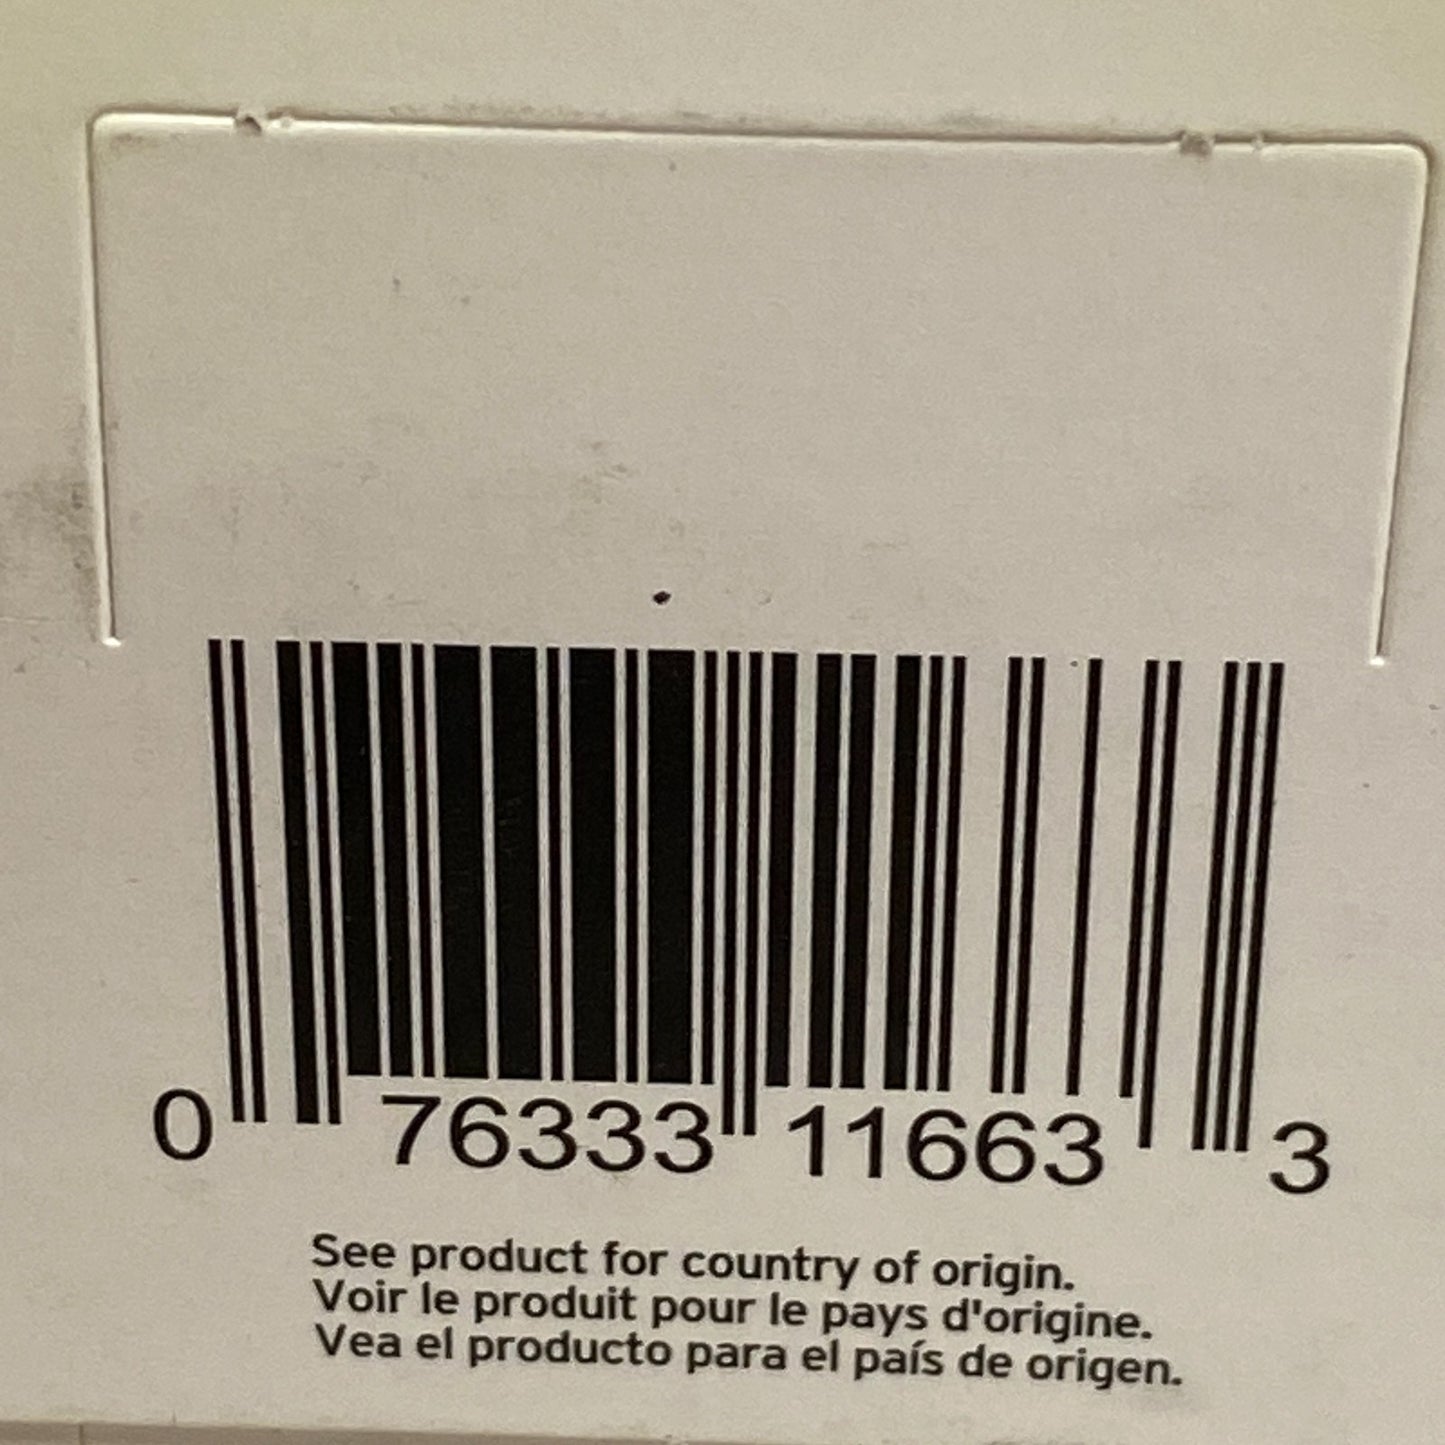 0 76333 11663 3
See product for country of origin.
Voir le produit pour le pays d'origine.
Vea el producto para el país de origen.